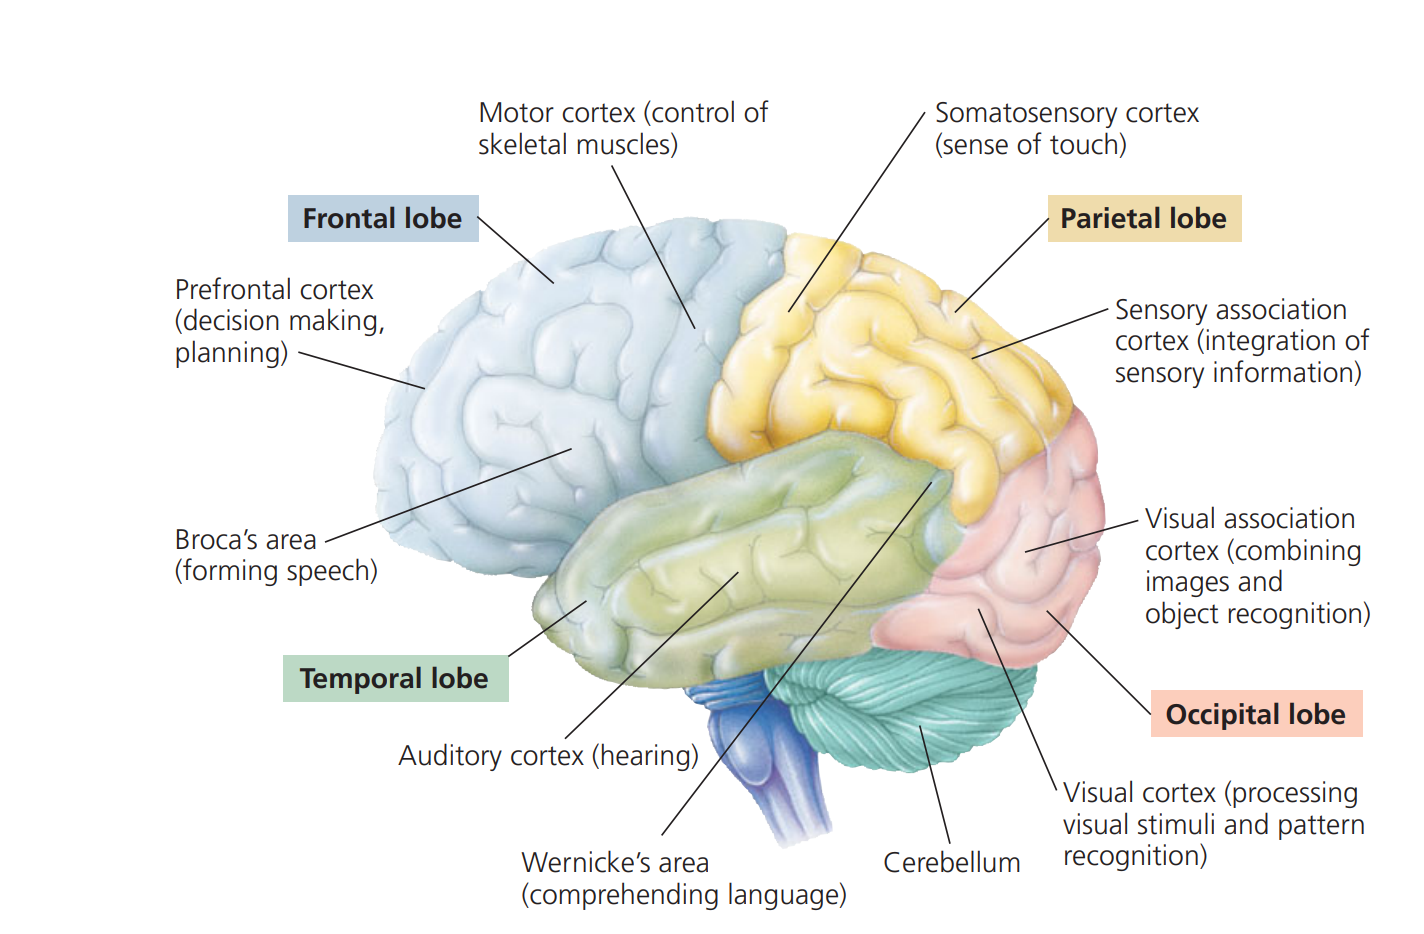 Motor cortex (control of
skeletal muscles)
Somatosensory cortex
(sense of touch)
Frontal lobe
Parietal lobe
Prefrontal cortex
(decision making,
planning)
Sensory association
cortex (integration of
sensory information)
Broca’s area
(forming speech)
Visual association
cortex (combining
images and
object recognition)
Temporal lobe
Occipital lobe
Auditory cortex (hearing)
Visual cortex (processing
visual stimuli and pattern
recognition)
Wernicke’s area
(comprehending language)
Cerebellum